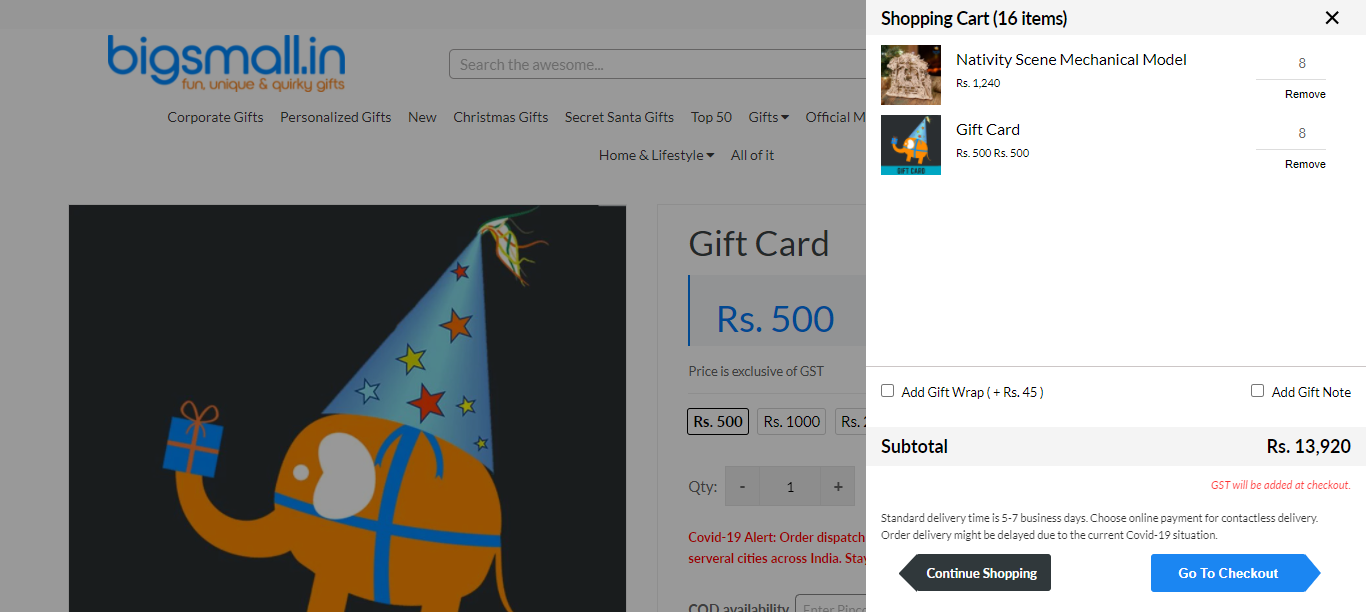 bigsmall.in
fun, unique & quirky gifts
Search the awesome...
Corporate Gifts Personalized Gifts New Christmas Gifts Secret Santa Gifts Top 50 Gifts Official M
Home & Lifestyle All of it
Gift Card
Rs. 500
Price is exclusive of GST
Rs. 500 Rs. 1000 Rs.
Qty: - 1 +
Covid-19 Alert: Order dispatch
serveral cities across India. Stay
COD availability Enter Pinco
Shopping Cart (16 items)
Nativity Scene Mechanical Model 8
Rs. 1,240
Remove
GIFT CARD
Gift Card 8
Rs. 500 Rs. 500
Remove
Add Gift Wrap ( + Rs. 45 ) Add Gift Note
Subtotal Rs. 13,920
GST will be added at checkout.
Standard delivery time is 5-7 business days. Choose online payment for contactless delivery.
Order delivery might be delayed due to the current Covid-19 situation.
Continue Shopping Go To Checkout